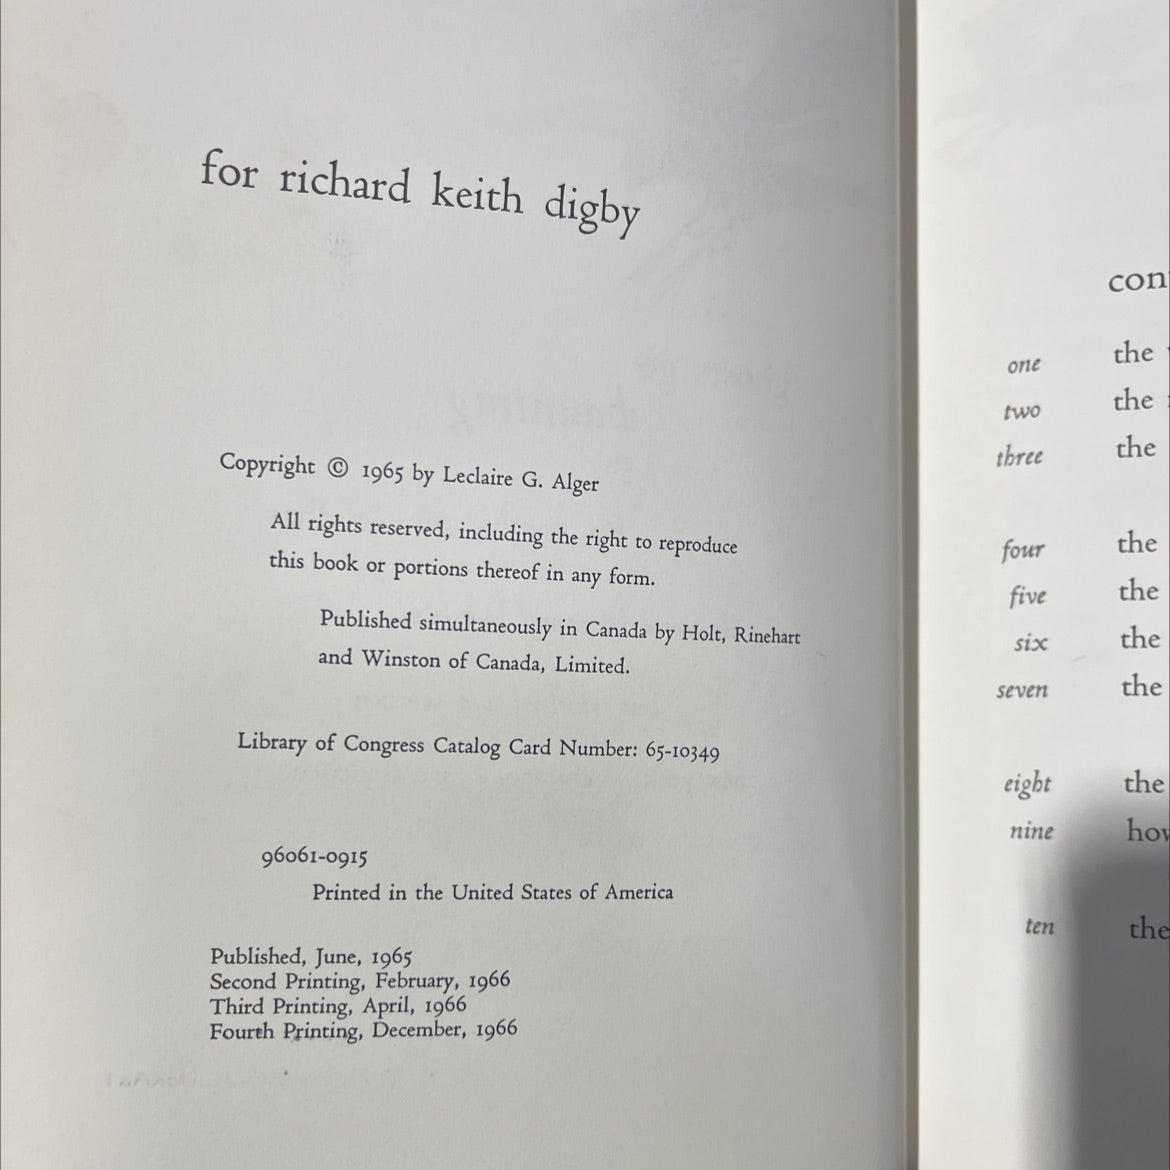 for richard keith digby
Copyright © 1965 by Leclaire G. Alger
All rights reserved, including the right to reproduce
this book or portions thereof in any form.
Published simultaneously in Canada by Holt, Rinehart
and Winston of Canada, Limited.
Library of Congress Catalog Card Number: 65-10349
96061-0915
Printed in the United States of America
Published, June, 1965
Second Printing, February, 1966
Third Printing, April, 1966
Fourth Printing, December, 1966
con
one the
two the
three the
four the
five the
six the
seven the
eight the
nine how
ten the